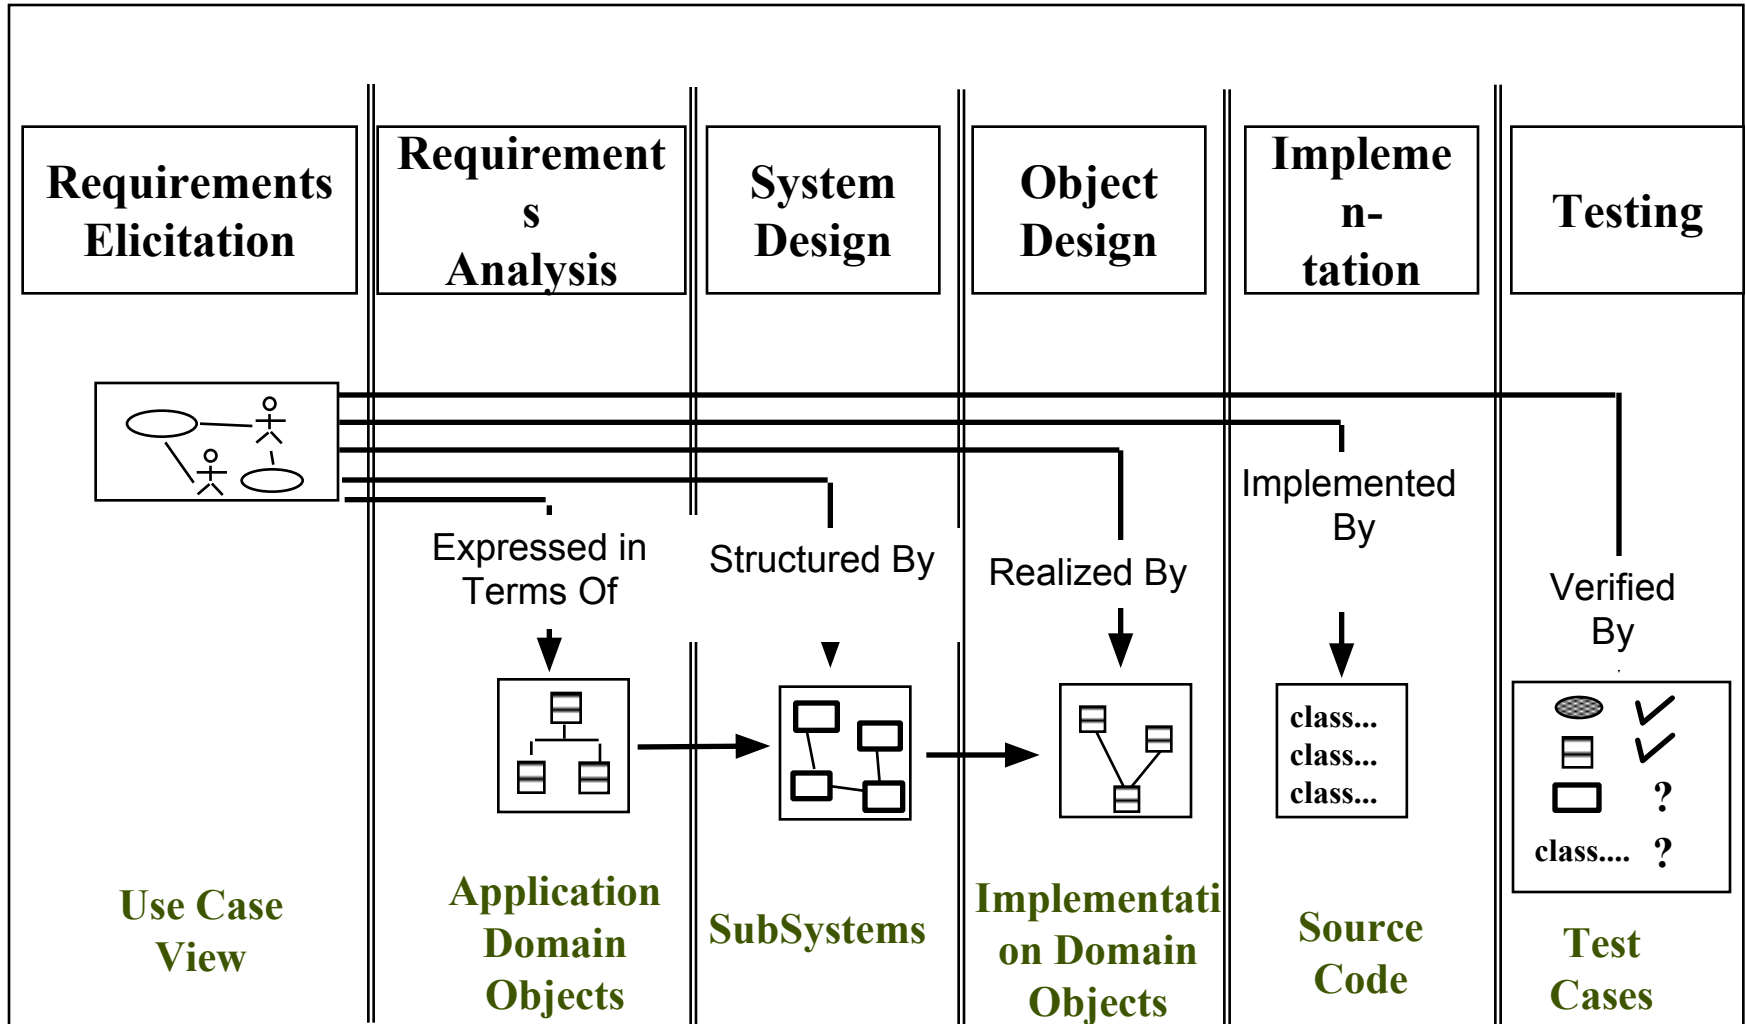 Requirements
Elicitation
Requirement
s
Analysis
System
Design
Object
Design
Impleme
n-
tation
Testing
Expressed in
Terms Of
Structured By
Realized By
Implemented
By
Verified
By
class...
class...
class...
?
class.... ?
Use Case
View
Application
Domain
Objects
SubSystems
Implementati
on Domain
Objects
Source
Code
Test
Cases